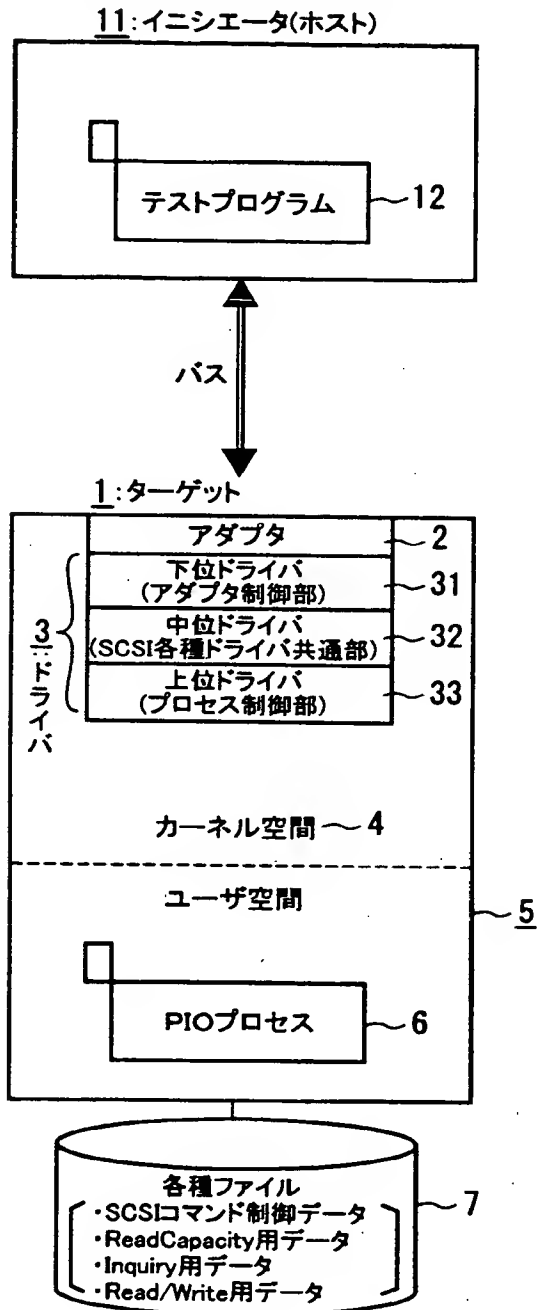 11:イニシエータ(ホスト)
テストプログラム
12
バス
1:ターゲット
アダプタ
2
下位ドライバ
(アダプタ制御部)
31
3:ドライバ
中位ドライバ
(SCSI各種ドライバ共通部)
32
上位ドライバ
(プロセス制御部)
33
カーネル空間
4
ユーザ空間
5
PIOプロセス
6
各種ファイル
・SCSIコマンド制御データ
・ReadCapacity用データ
・Inquiry用データ
・Read/Write用データ
7